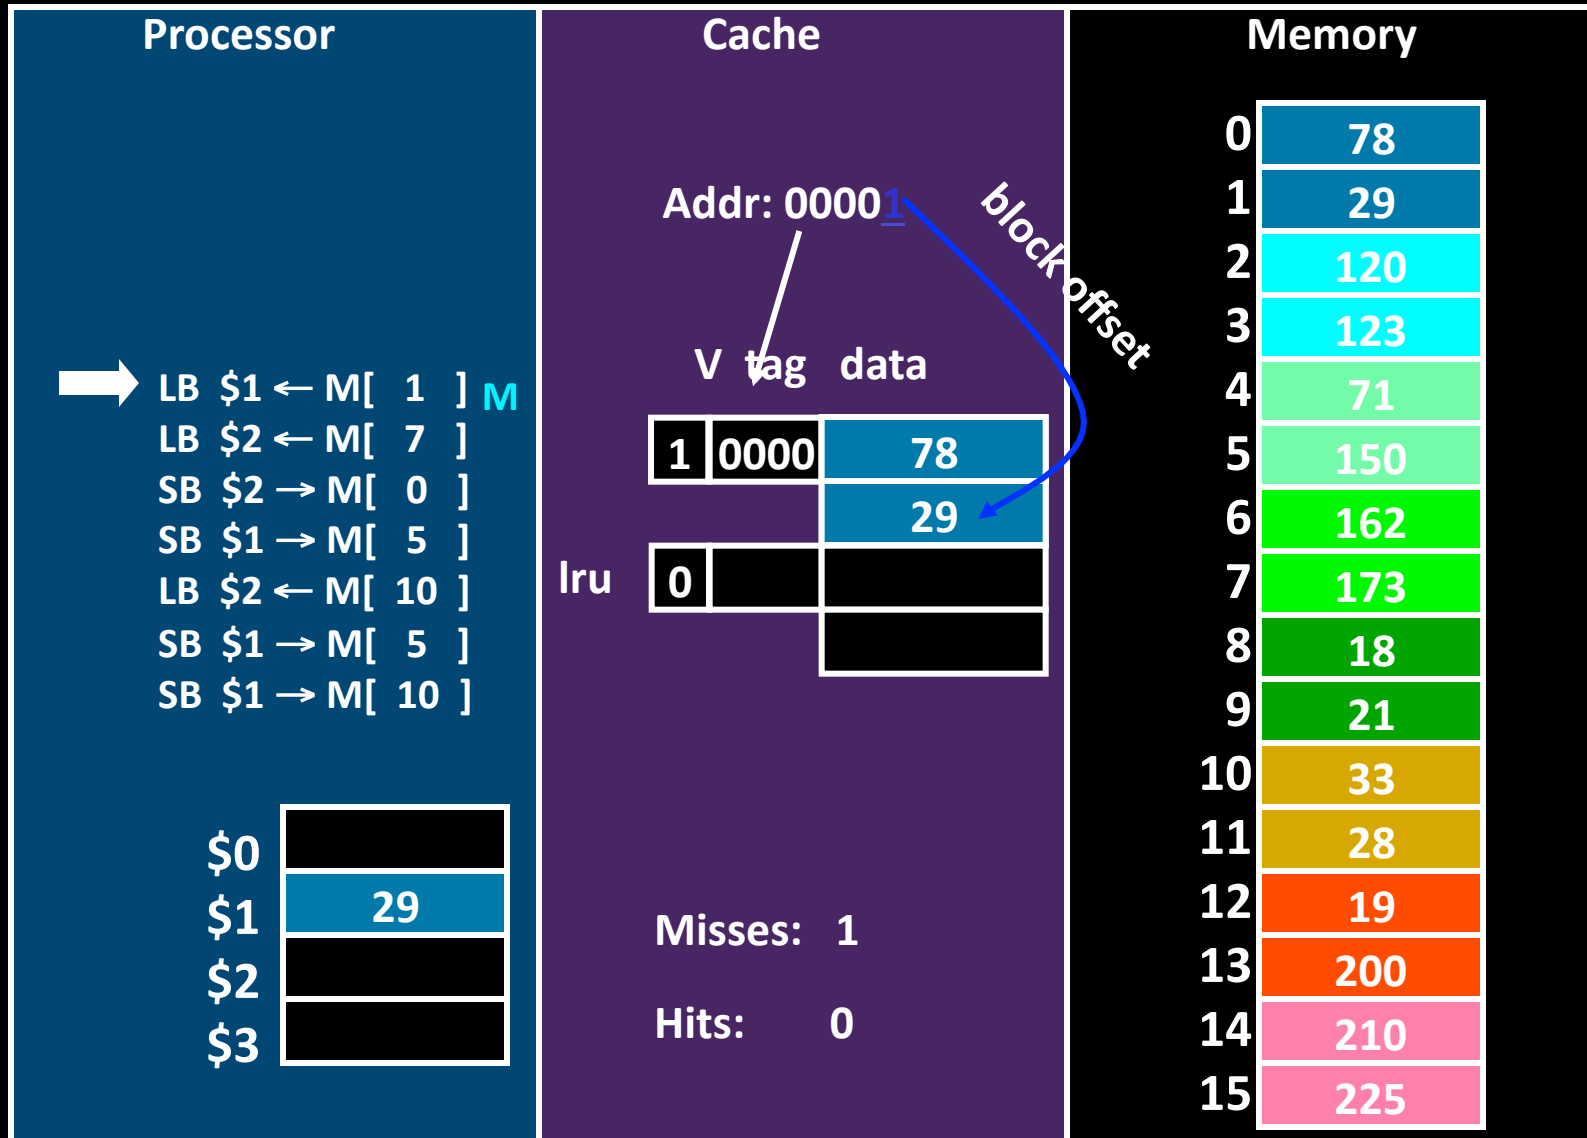 Processor
LB $1 ← M[ 1 ] M
LB $2 ← M[ 7 ]
SB $2 → M[ 0 ]
SB $1 → M[ 5 ]
LB $2 ← M[ 10 ]
SB $1 → M[ 5 ]
SB $1 → M[ 10 ]
$0
$1 29
$2
$3
Cache
Addr: 00001
block offset
V tag data
1 0000 78
29
lru 0
Misses: 1
Hits: 0
Memory
0 78
1 29
2 120
3 123
4 71
5 150
6 162
7 173
8 18
9 21
10 33
11 28
12 19
13 200
14 210
15 225